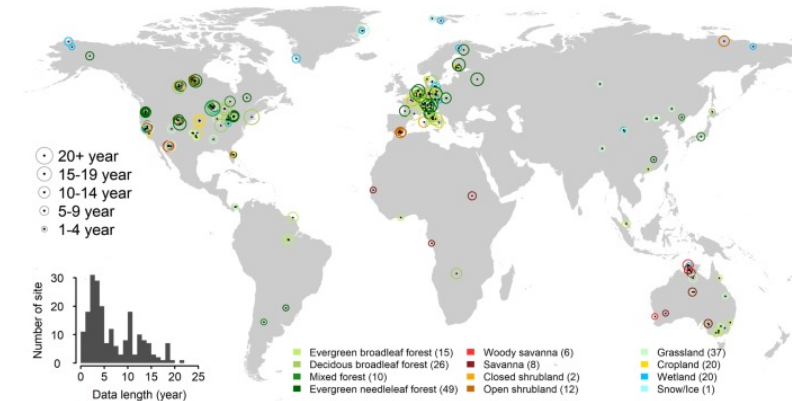 20+ year
15-19 year
10-14 year
5-9 year
1-4 year
Number of site
30
20
10
0
0 5 10 15 20 25
Data length (year)
Evergreen broadleaf forest (15)
Decidous broadleaf forest (26)
Mixed forest (10)
Evergreen needleleaf forest (49)
Woody savanna (6)
Savanna (8)
Closed shrubland (2)
Open shrubland (12)
Grassland (37)
Cropland (20)
Wetland (20)
Snow/Ice (1)